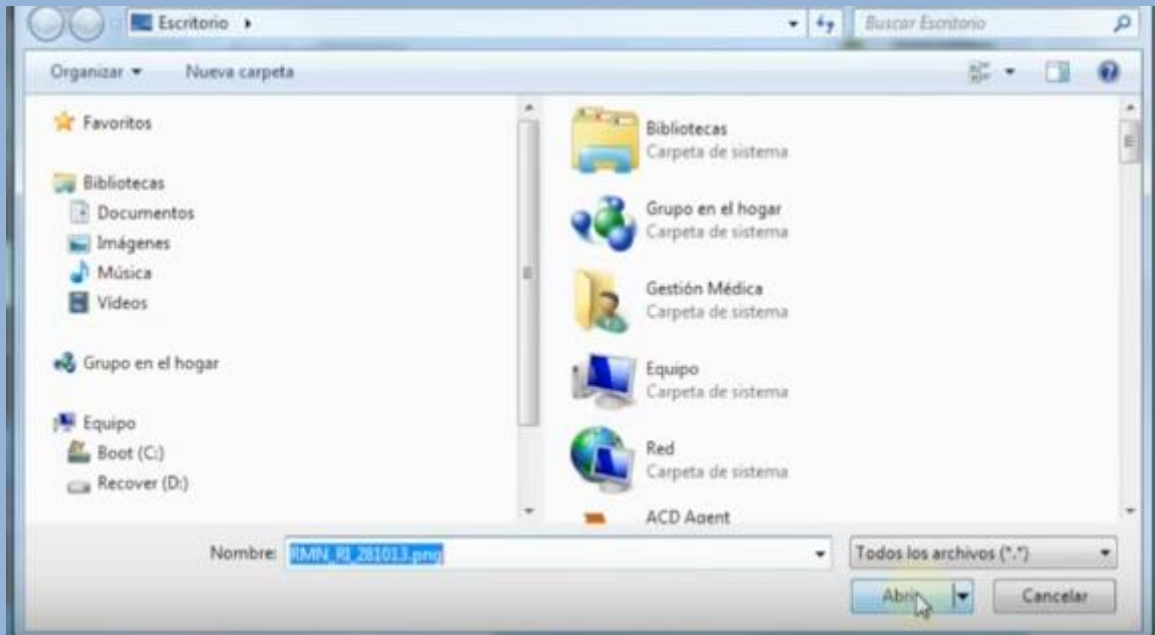 Escritorio
Buscar Escritorio
Organizar
Nueva carpeta
Favoritos
Bibliotecas
Documentos
Imágenes
Música
Vídeos
Grupo en el hogar
Equipo
Boot (C:)
Recover (D:)
Bibliotecas
Carpeta de sistema
Grupo en el hogar
Carpeta de sistema
Gestión Médica
Carpeta de sistema
Equipo
Carpeta de sistema
Red
Carpeta de sistema
ACD Agent
Nombre: RMN_RI_281013.png
Todos los archivos (*.*)
Abrir
Cancelar